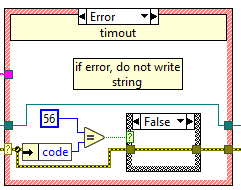 Error
timout
if error, do not write
string
56
=
False
code
?
?